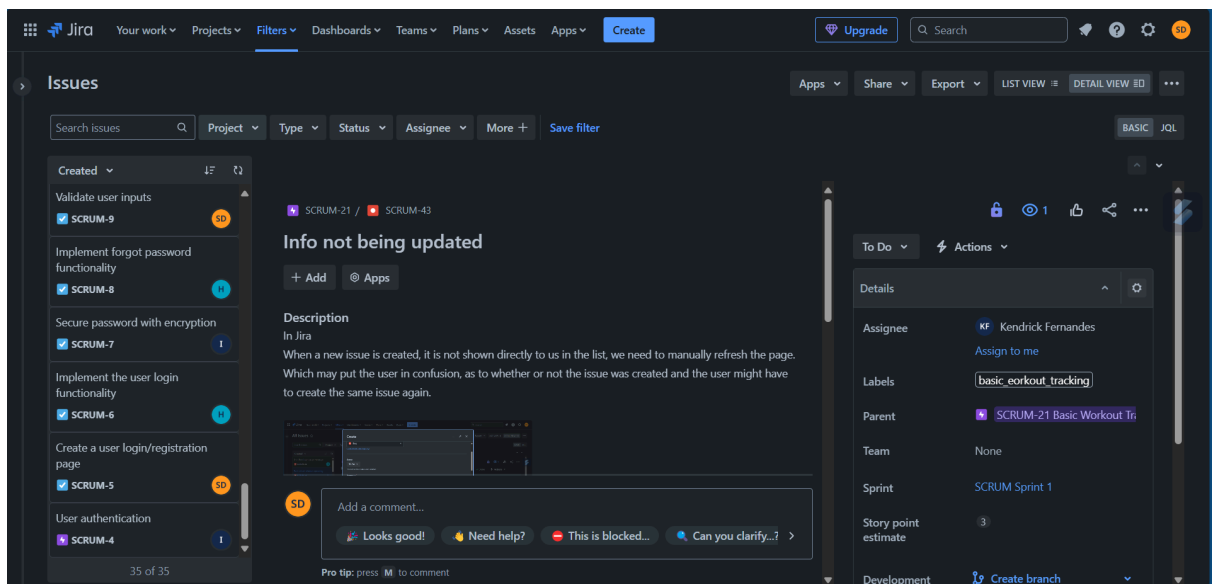 Jira Your work Projects Filters Dashboards Teams Plans Assets Apps Create Upgrade Search SD
Issues
Apps Share Export LIST VIEW DETAIL VIEW
Search issues Project Type Status Assignee More + Save filter BASIC JQL
Created
Validate user inputs
SCRUM-9 SD
Implement forgot password
functionality
SCRUM-8 H
Secure password with encryption
SCRUM-7 I
Implement the user login
functionality
SCRUM-6 H
Create a user login/registration
page
SCRUM-5 SD
User authentication
SCRUM-4 I
35 of 35
SCRUM-21 / SCRUM-43
Info not being updated
+ Add Apps
Description
In Jira
When a new issue is created, it is not shown directly to us in the list, we need to manually refresh the page.
Which may put the user in confusion, as to whether or not the issue was created and the user might have
to create the same issue again.
SD Add a comment...
Looks good! Need help? This is blocked... Can you clarify...?
Pro tip: press M to comment
1
To Do Actions
Details
Assignee KF Kendrick Fernandes
Assign to me
Labels basic_eorkout_tracking
Parent SCRUM-21 Basic Workout Tra
Team None
Sprint SCRUM Sprint 1
Story point
estimate 3
Development Create branch